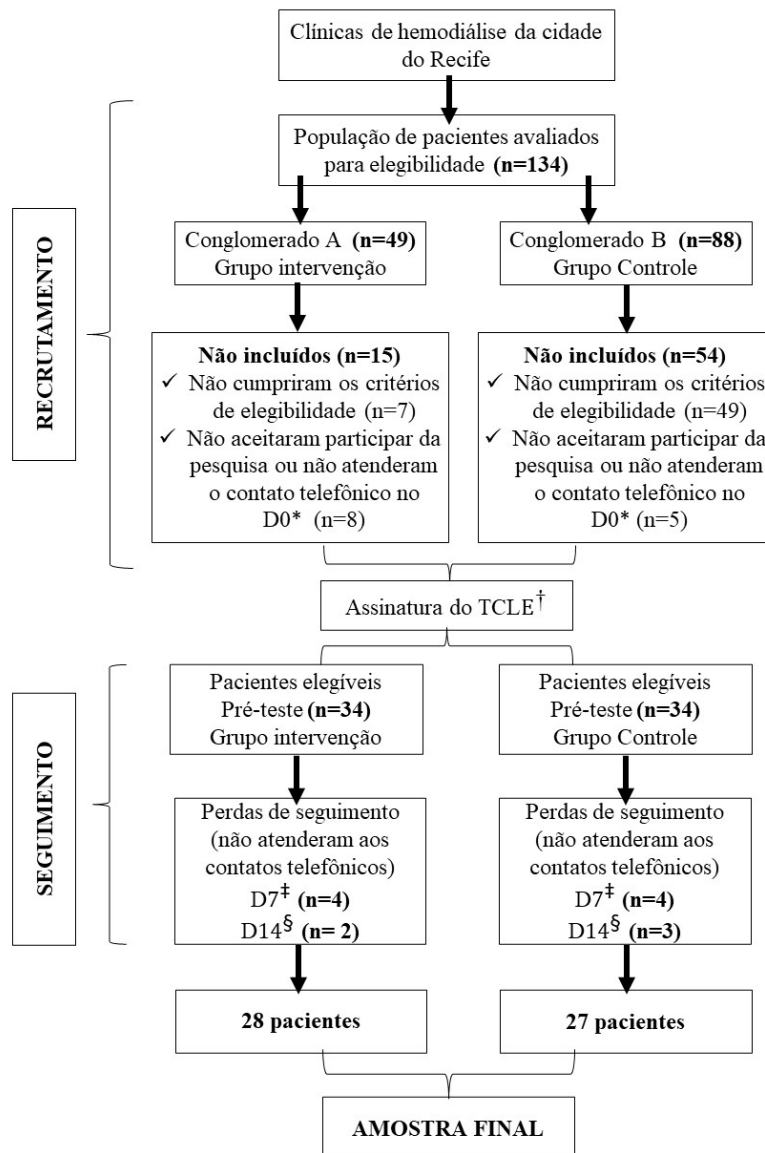 Clínicas de hemodiálise da cidade
do Recife
População de pacientes avaliados
para elegibilidade (n=134)
RECRUTAMENTO
Conglomerado A (n=49)
Grupo intervenção
Conglomerado B (n=88)
Grupo Controle
Não incluídos (n=15)
✓ Não cumpriram os critérios
de elegibilidade (n=7)
✓ Não aceitaram participar da
pesquisa ou não atenderam
o contato telefônico no
D0* (n=8)
Não incluídos (n=54)
✓ Não cumpriram os critérios
de elegibilidade (n=49)
✓ Não aceitaram participar da
pesquisa ou não atenderam
o contato telefônico no
D0* (n=5)
Assinatura do TCLE†
SEGUIMENTO
Pacientes elegíveis
Pré-teste (n=34)
Grupo intervenção
Pacientes elegíveis
Pré-teste (n=34)
Grupo Controle
Perdas de seguimento
(não atenderam aos
contatos telefônicos)
D7‡ (n=4)
D14§ (n= 2)
Perdas de seguimento
(não atenderam aos
contatos telefônicos)
D7‡ (n=4)
D14§ (n=3)
28 pacientes
27 pacientes
AMOSTRA FINAL